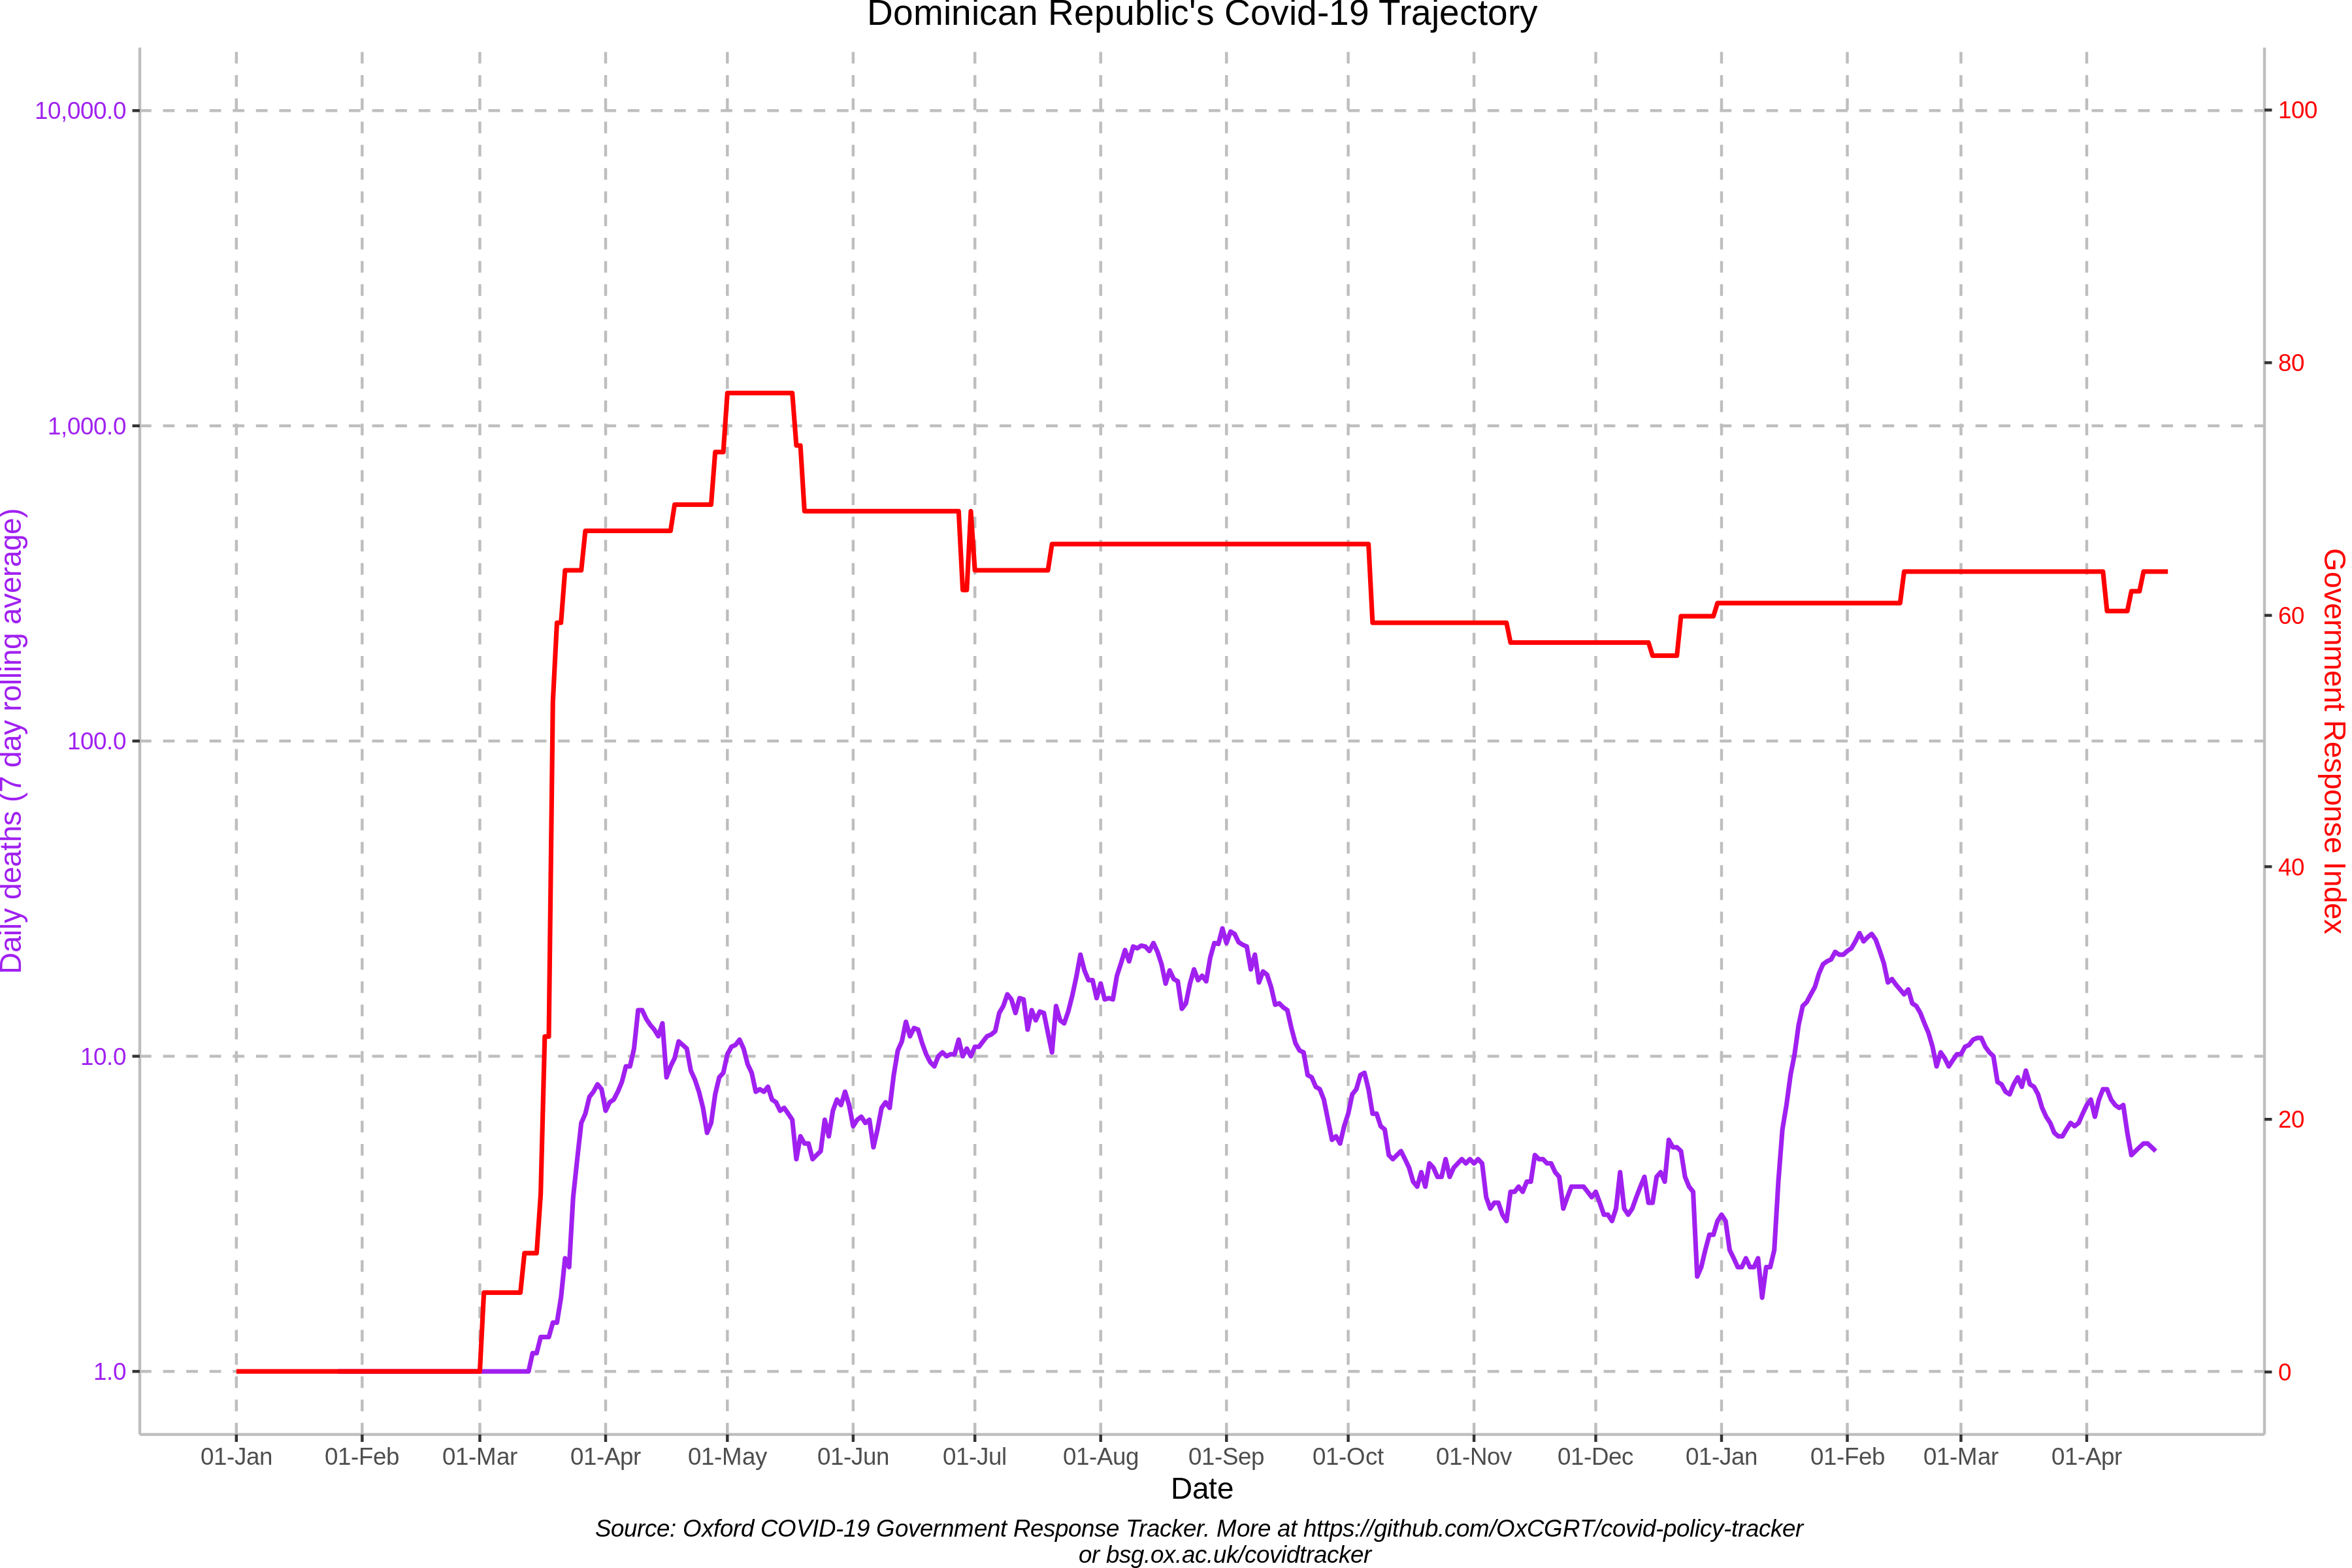 Dominican Republic's Covid-19 Trajectory
10,000.0
1,000.0
100.0
10.0
1.0
Daily deaths (7 day rolling average)
100
80
60
40
20
0
Government Response Index
01-Jan 01-Feb 01-Mar 01-Apr 01-May 01-Jun 01-Jul 01-Aug 01-Sep 01-Oct 01-Nov 01-Dec 01-Jan 01-Feb 01-Mar 01-Apr
Date
Source: Oxford COVID-19 Government Response Tracker. More at https://github.com/OxCGRT/covid-policy-tracker
or bsg.ox.ac.uk/covidtracker